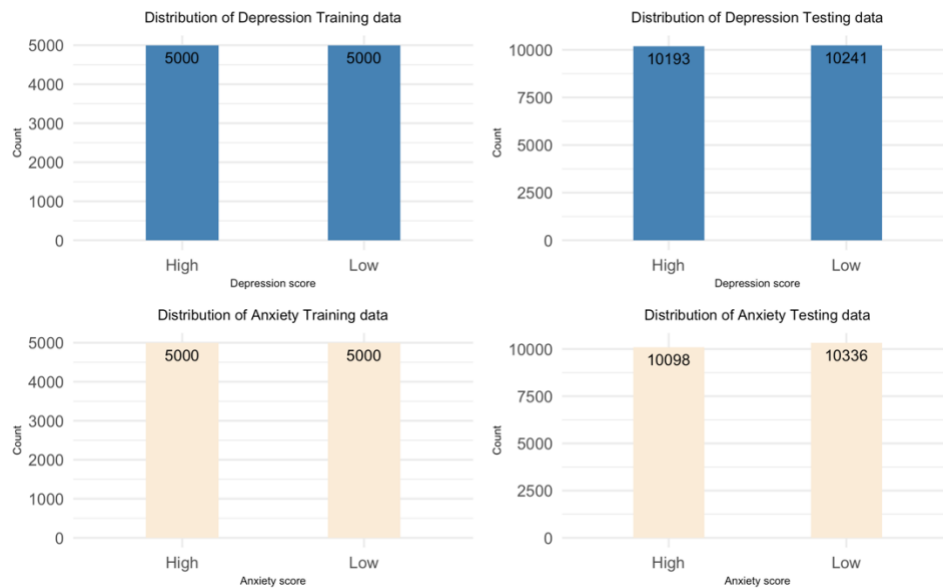 Distribution of Depression Training data
5000
4000
3000
2000
1000
0
Count
5000
5000
High
Low
Depression score
Distribution of Depression Testing data
10000
7500
5000
2500
0
Count
10193
10241
High
Low
Depression score
Distribution of Anxiety Training data
5000
4000
3000
2000
1000
0
Count
5000
5000
High
Low
Anxiety score
Distribution of Anxiety Testing data
10000
7500
5000
2500
0
Count
10098
10336
High
Low
Anxiety score